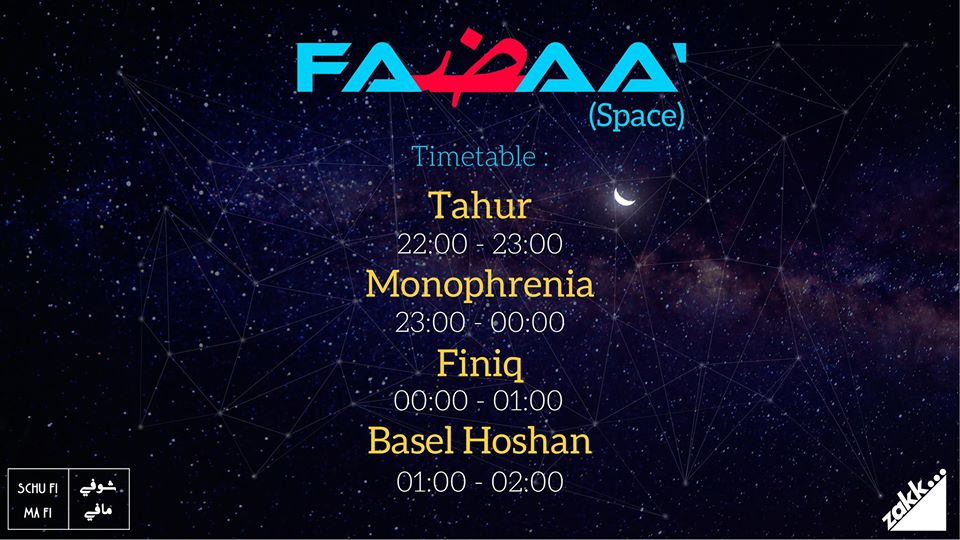 FAضAA'
(Space)
Timetable :
Tahur
22:00 - 23:00
Monophrenia
23:00 - 00:00
Finiq
00:00 - 01:00
Basel Hoshan
01:00 - 02:00
SCHU FI
MA FI
شوفي
مافي
zakk...